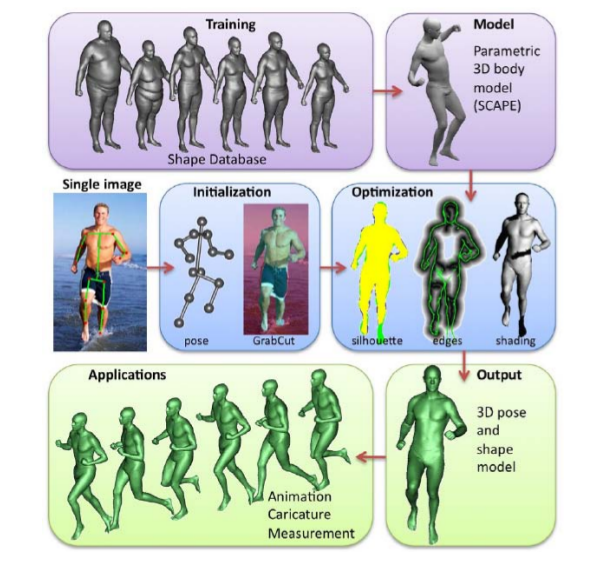 Training
Shape Database
Model
Parametric
3D body
model
(SCAPE)
Single image
Initialization
pose
GrabCut
Optimization
silhouette
edges
shading
Applications
Animation
Caricature
Measurement
Output
3D pose
and
shape
model